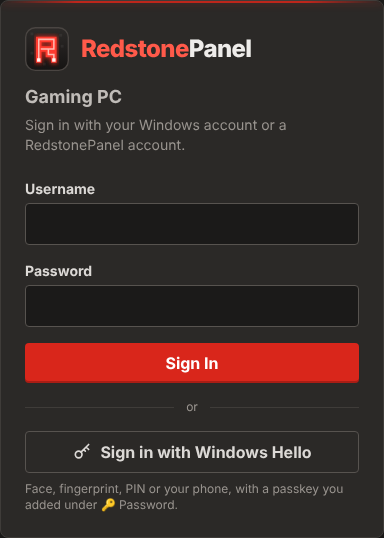 RedstonePanel
Gaming PC
Sign in with your Windows account or a
RedstonePanel account.
Username
Password
Sign In
or
Sign in with Windows Hello
Face, fingerprint, PIN or your phone, with a passkey you
added under 🔑 Password.